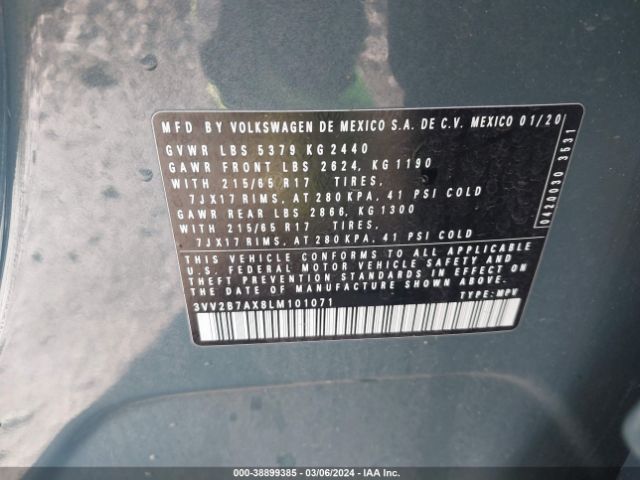 MFD BY VOLKSWAGEN DE MEXICO S.A. DE C.V. MEXICO 01/20
GVWR LBS 5379 KG 2440
GAWR FRONT LBS 2624, KG 1190
WITH 215/65 R17 TIRES,
7JX17 RIMS, AT 280 KPA, 41 PSI COLD
GAWR REAR LBS 2866, KG 1300
WITH 215/65 R17 TIRES,
7JX17 RIMS, AT 280 KPA, 41 PSI COLD
THIS VEHICLE CONFORMS TO ALL APPLICABLE
U.S. FEDERAL MOTOR VEHICLE SAFETY AND
THEFT PREVENTION STANDARDS IN EFFECT ON
THE DATE OF MANUFACTURE SHOWN ABOVE.
3VV2B7AX8LM101071 TYPE: MPV
0420030 3531
000-38899385 | 03/06/2024 | IAA Inc.